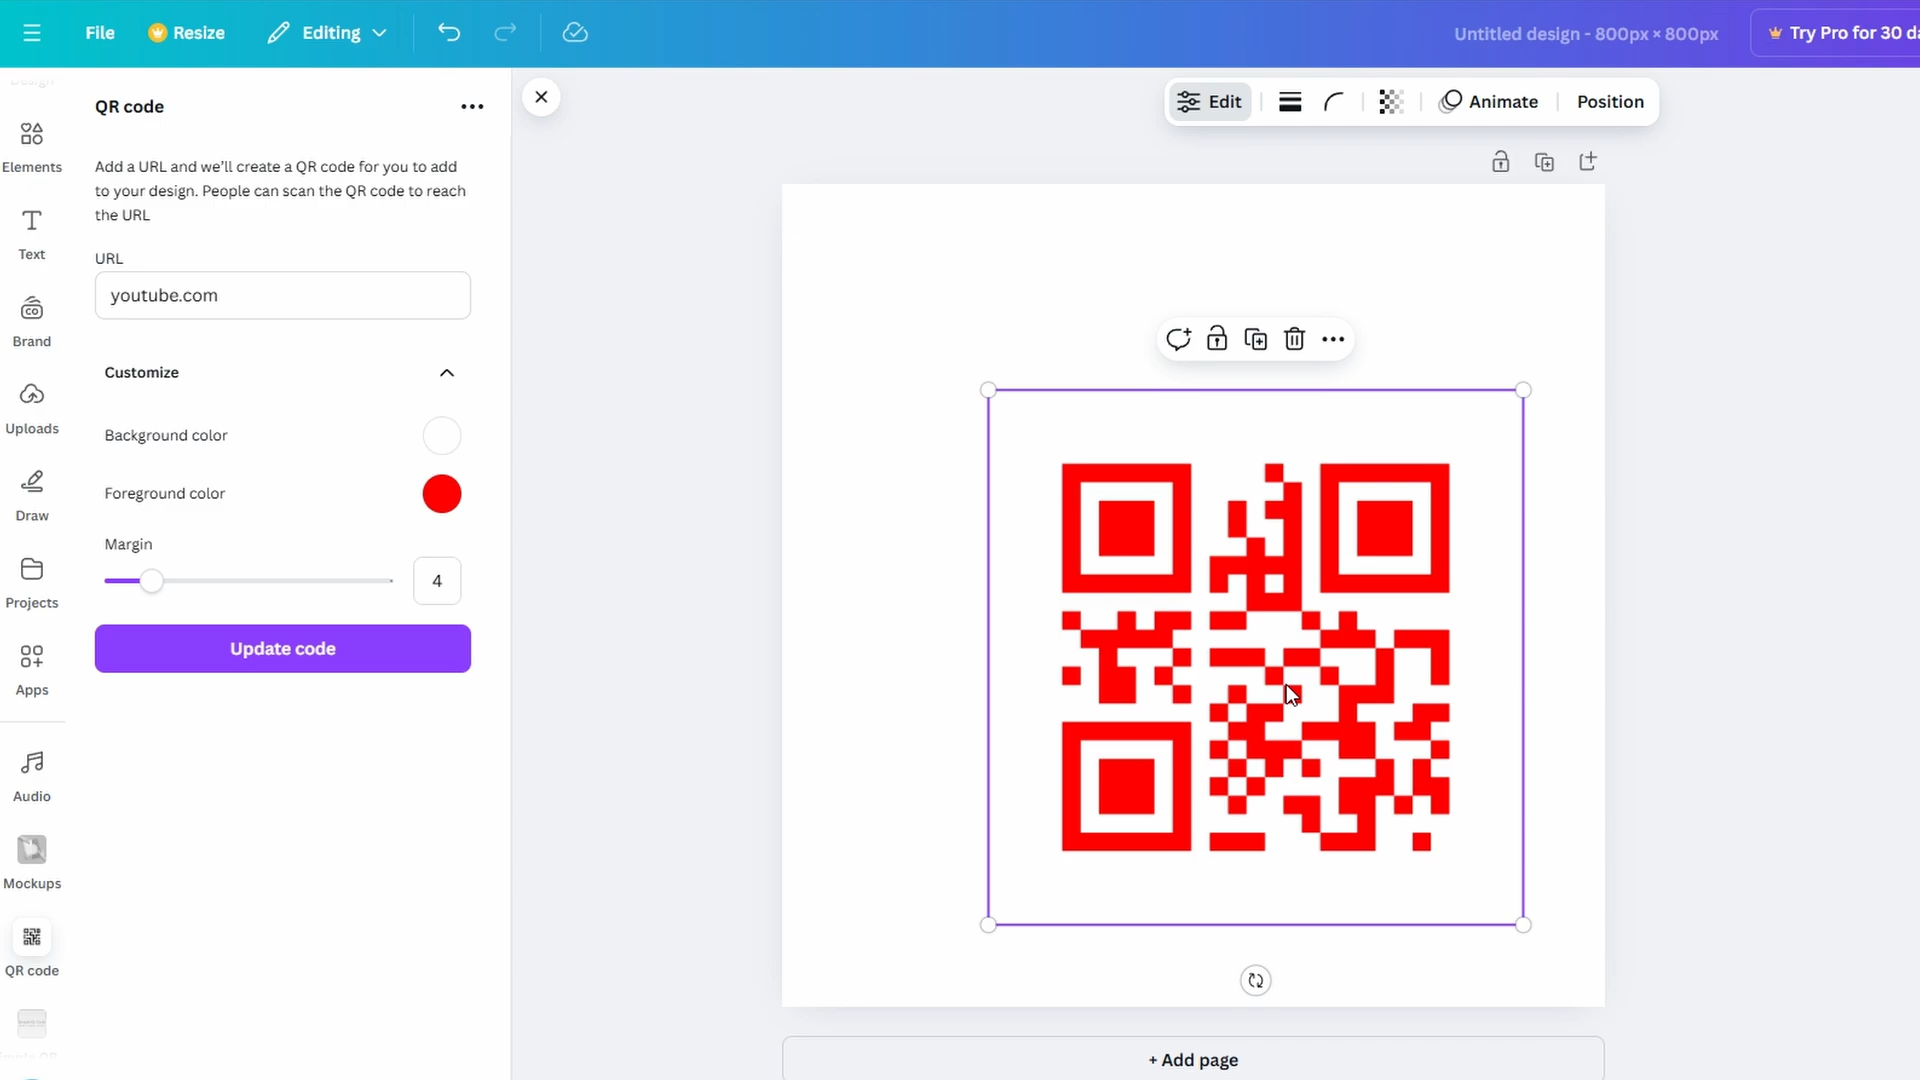 File
Resize
Editing
Untitled design - 800px × 800px
Try Pro for 30 da
Design
Elements
Text
Brand
Uploads
Draw
Projects
Apps
Audio
Mockups
QR code
QR code
Add a URL and we'll create a QR code for you to add
to your design. People can scan the QR code to reach
the URL
URL
youtube.com
Customize
Background color
Foreground color
Margin
4
Update code
Edit
Animate
Position
+ Add page